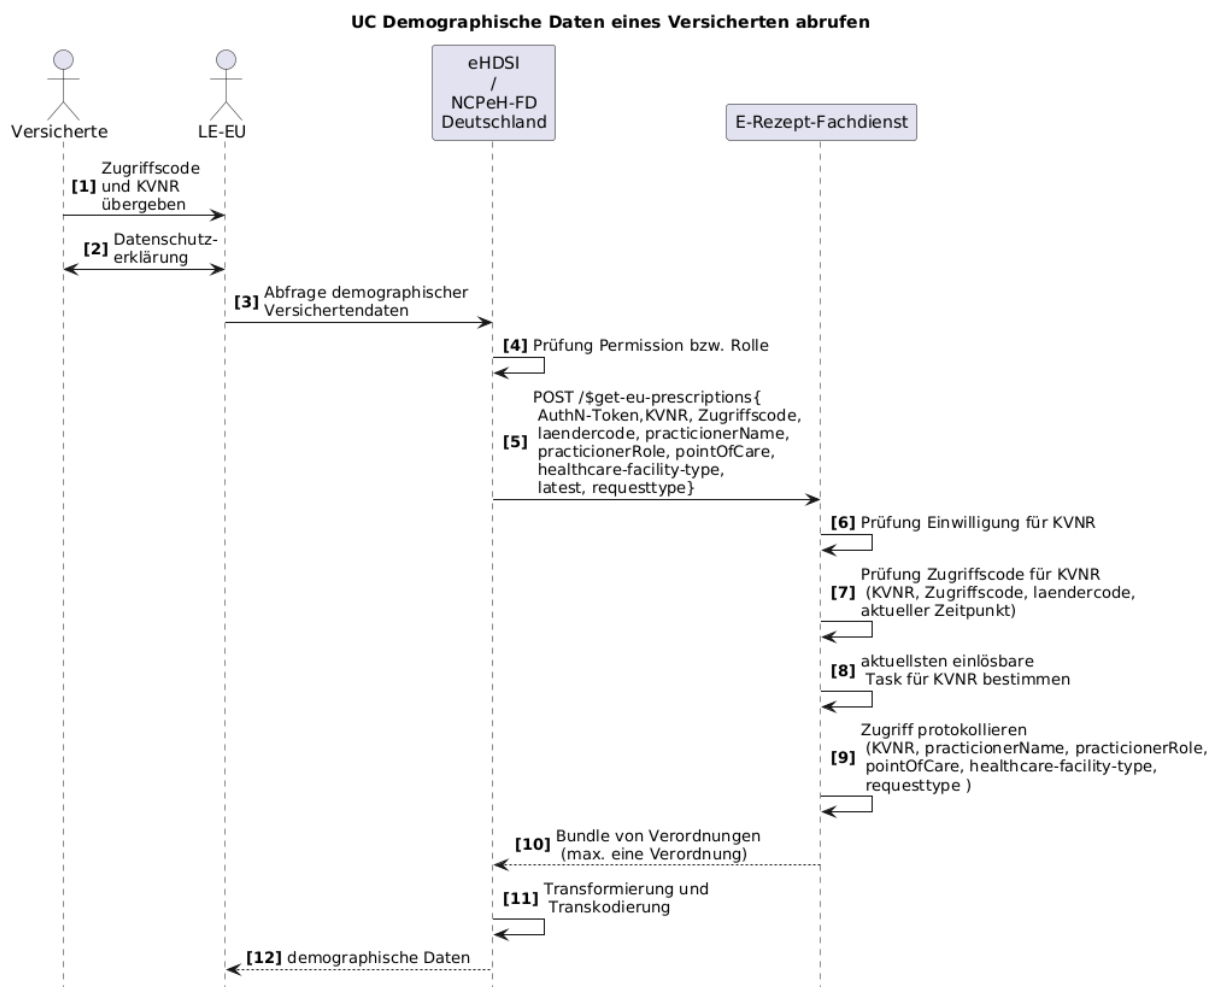 UC Demographische Daten eines Versicherten abrufen
Versicherte
LE-EU
eHDSI
/
NCPeH-FD
Deutschland
E-Rezept-Fachdienst
Zugriffscode
[1] und KVNR
übergeben
[2] Datenschutz-
erklärung
[3] Abfrage demographischer
Versichertendaten
[4] Prüfung Permission bzw. Rolle
POST /$get-eu-prescriptions{
AuthN-Token,KVNR, Zugriffscode,
laendercode, practicionerName,
[5] practicionerRole, pointOfCare,
healthcare-facility-type,
latest, requesttype}
[6] Prüfung Einwilligung für KVNR
Prüfung Zugriffscode für KVNR
[7] (KVNR, Zugriffscode, laendercode,
aktueller Zeitpunkt)
[8] aktuellsten einlösbare
Task für KVNR bestimmen
Zugriff protokollieren
(KVNR, practicionerName, practicionerRole,
[9] pointOfCare, healthcare-facility-type,
requesttype )
[10] Bundle von Verordnungen
(max. eine Verordnung)
[11] Transformierung und
Transkodierung
[12] demographische Daten